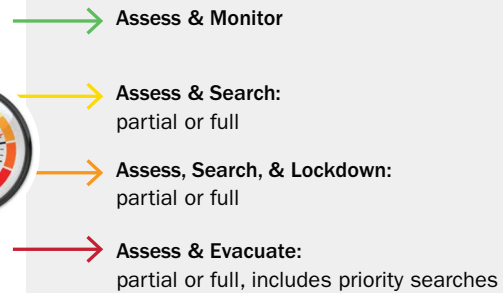 Assess & Monitor
Assess & Search:
partial or full
Assess, Search, & Lockdown:
partial or full
Assess & Evacuate:
partial or full, includes priority searches